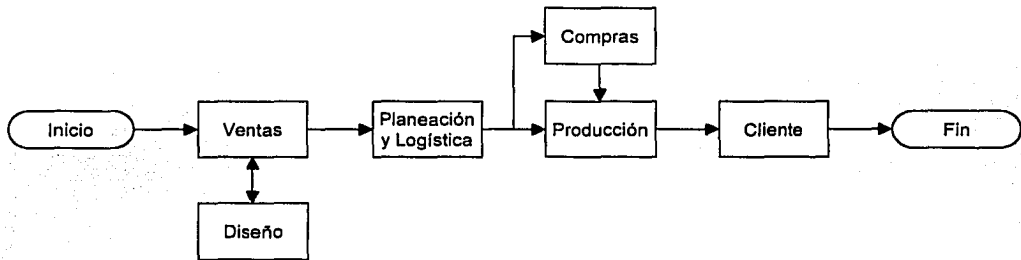 Compras
Inicio
Ventas
Planeación
y Logística
Producción
Cliente
Fin
Diseño